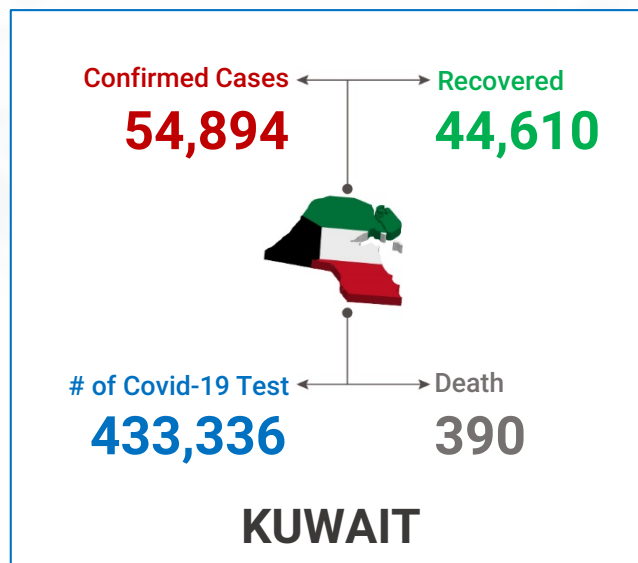 Confirmed Cases
54,894
Recovered
44,610
# of Covid-19 Test
433,336
Death
390
KUWAIT